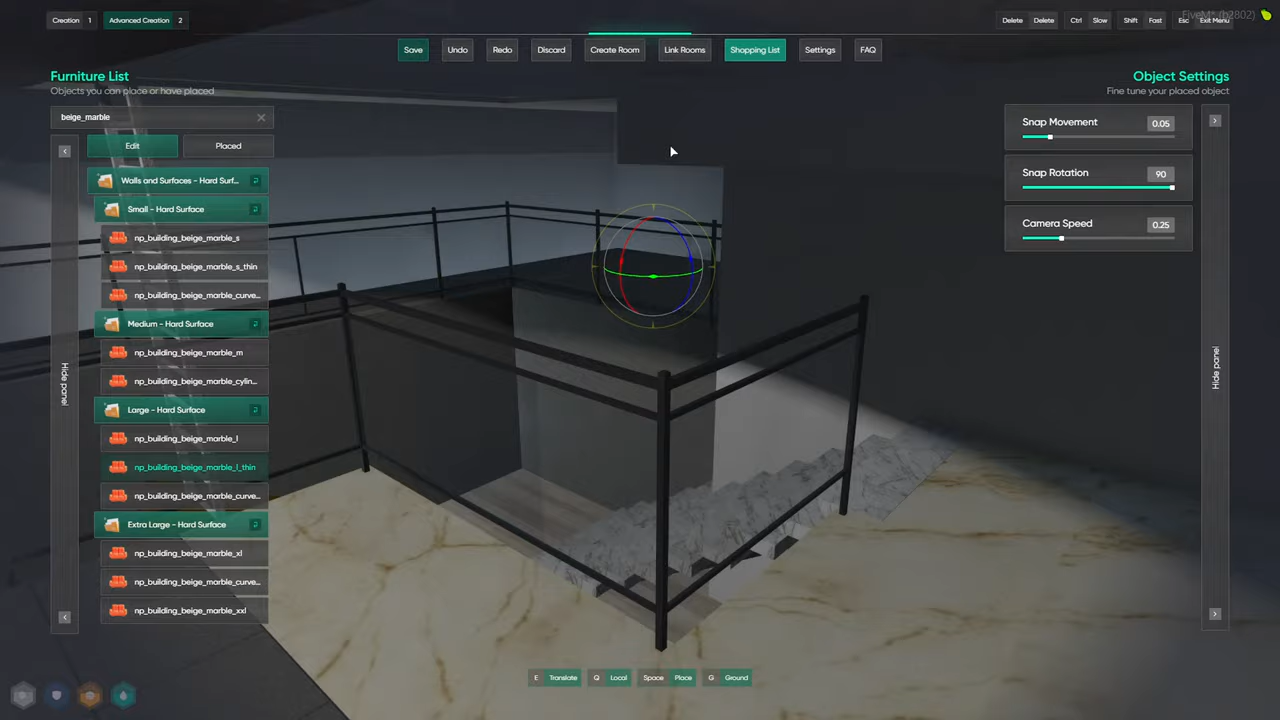 Creation 1 Advanced Creation 2
Delete Delete Ctrl Slow Shift Fast Esc Exit Menu
FiveM* (b2802)
Save Undo Redo Discard Create Room Link Rooms Shopping List Settings FAQ
Furniture List
Objects you can place or have placed
beige_marble
Edit Placed
Walls and Surfaces - Hard Surf...
Small - Hard Surface
np_building_beige_marble_s
np_building_beige_marble_s_thin
np_building_beige_marble_curve...
Medium - Hard Surface
np_building_beige_marble_m
np_building_beige_marble_cylin...
Large - Hard Surface
np_building_beige_marble_l
np_building_beige_marble_l_thin
np_building_beige_marble_curve...
Extra Large - Hard Surface
np_building_beige_marble_xl
np_building_beige_marble_curve...
np_building_beige_marble_xxl
Hide panel
Object Settings
Fine tune your placed object
Snap Movement 0.05
Snap Rotation 90
Camera Speed 0.25
Hide panel
E Translate Q Local Space Place G Ground